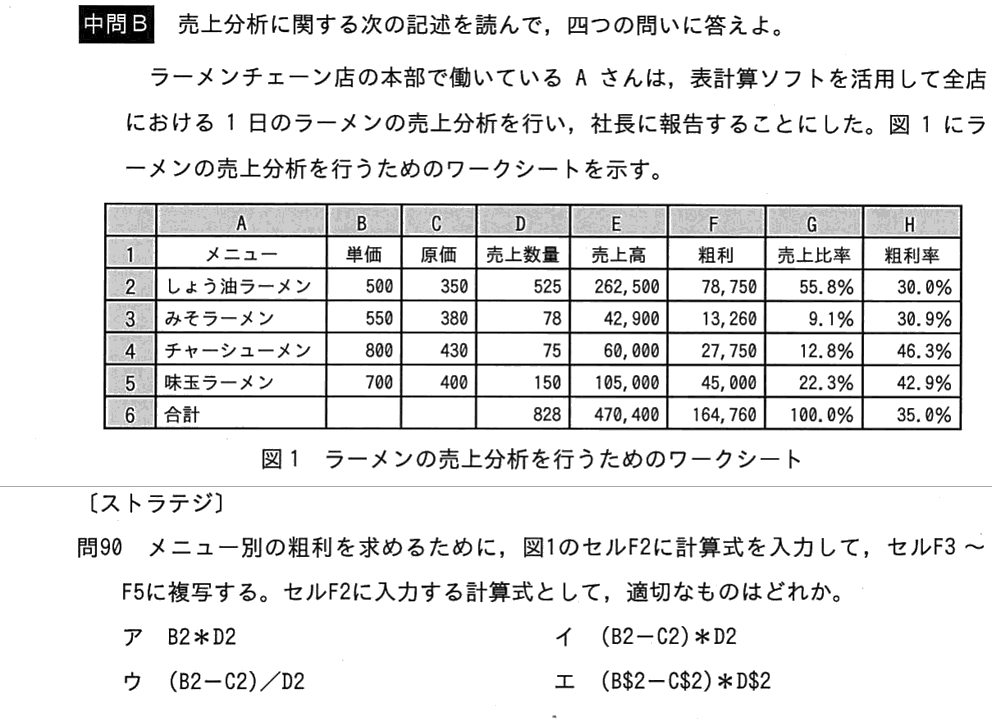 中問B 売上分析に関する次の記述を読んで，四つの問いに答えよ。
ラーメンチェーン店の本部で働いている A さんは，表計算ソフトを活用して全店
における 1 日のラーメンの売上分析を行い，社長に報告することにした。図 1 にラ
ーメンの売上分析を行うためのワークシートを示す。
A B C D E F G H
1 メニュー 単価 原価 売上数量 売上高 粗利 売上比率 粗利率
2 しょう油ラーメン 500 350 525 262,500 78,750 55.8% 30.0%
3 みそラーメン 550 380 78 42,900 13,260 9.1% 30.9%
4 チャーシューメン 800 430 75 60,000 27,750 12.8% 46.3%
5 味玉ラーメン 700 400 150 105,000 45,000 22.3% 42.9%
6 合計 828 470,400 164,760 100.0% 35.0%
図1 ラーメンの売上分析を行うためのワークシート
〔ストラテジ〕
問90 メニュー別の粗利を求めるために，図1のセルF2に計算式を入力して，セルF3 ～
F5に複写する。セルF2に入力する計算式として，適切なものはどれか。
ア B2＊D2 イ (B2－C2)＊D2
ウ (B2－C2)／D2 エ (B$2－C$2)＊D$2